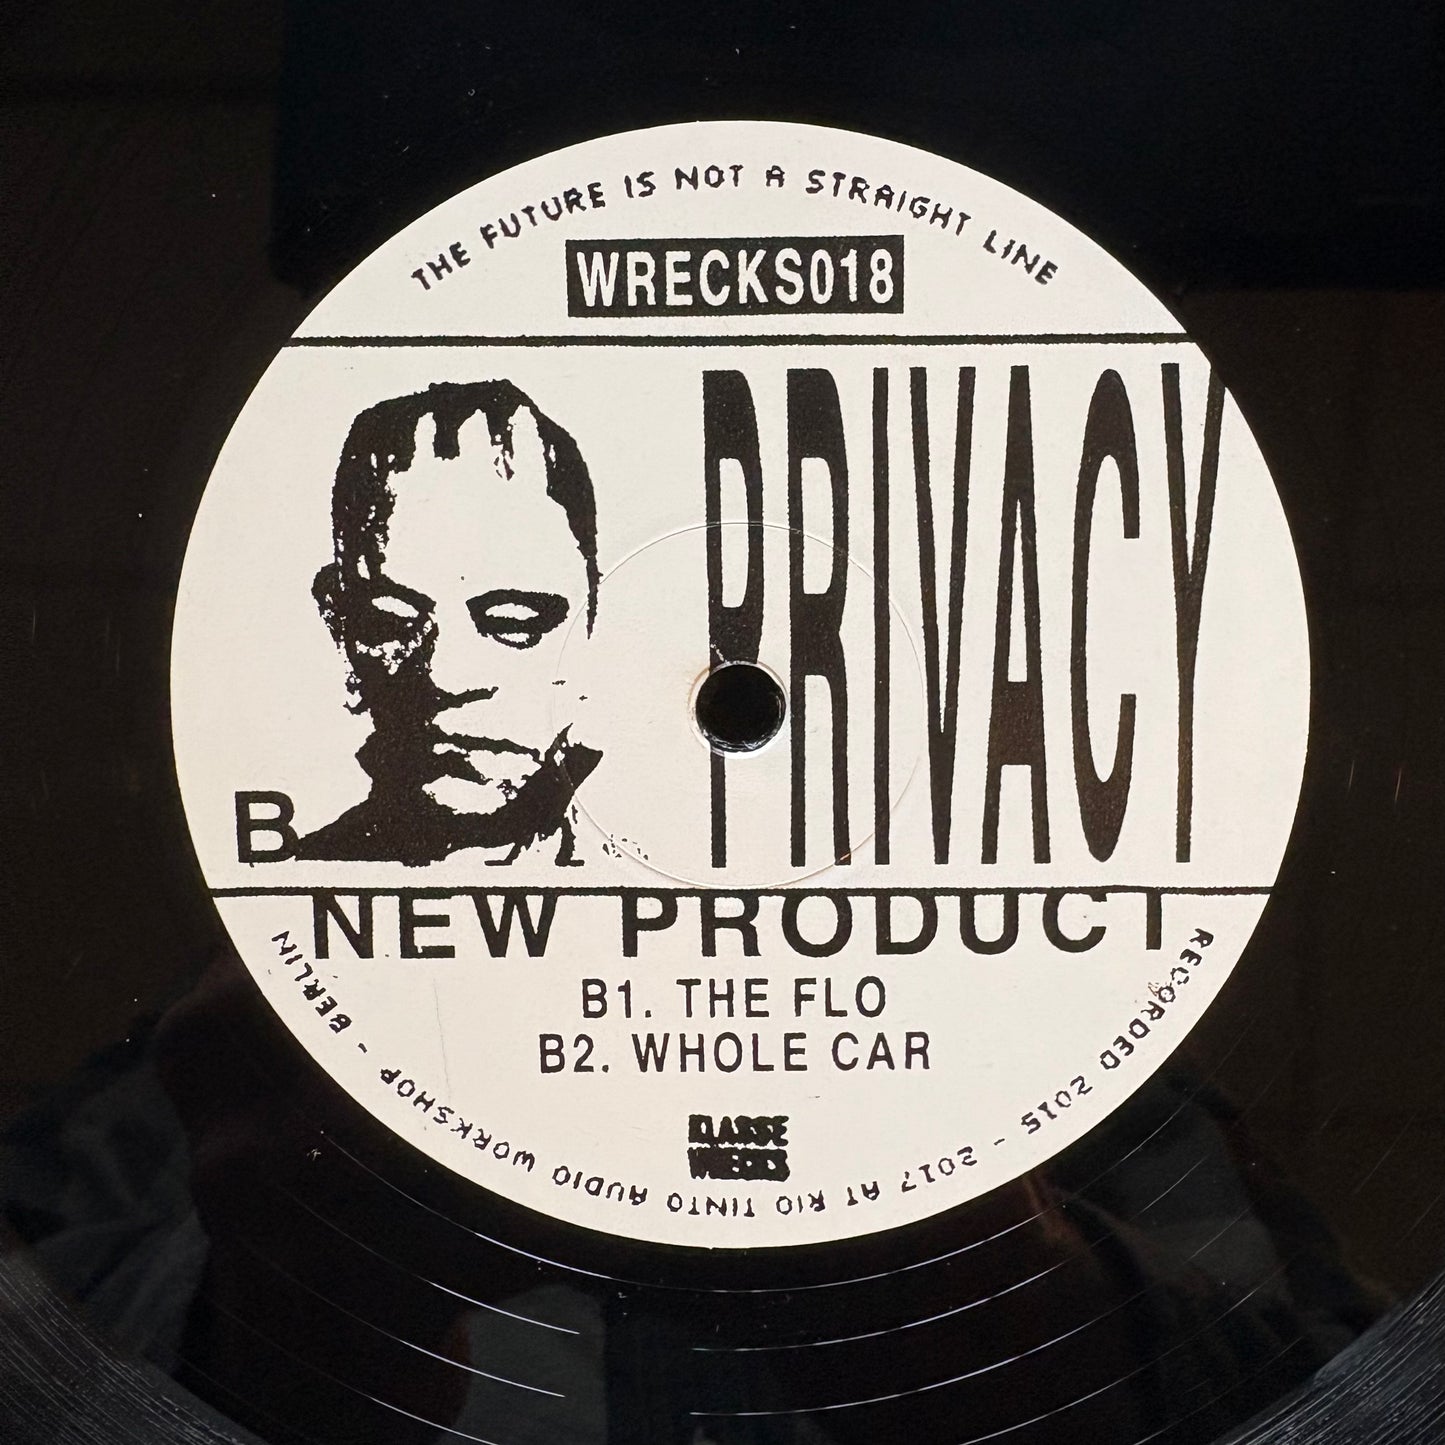 THE FUTURE IS NOT A STRAIGHT LINE
WRECKS018
PRIVACY
B
NEW PRODUCT
B1. THE FLO
B2. WHOLE CAR
KLASSE
WRECKS
RECORDED 2015 - 2017 AT RIO TINTO AUDIO WORKSHOP - BERLIN